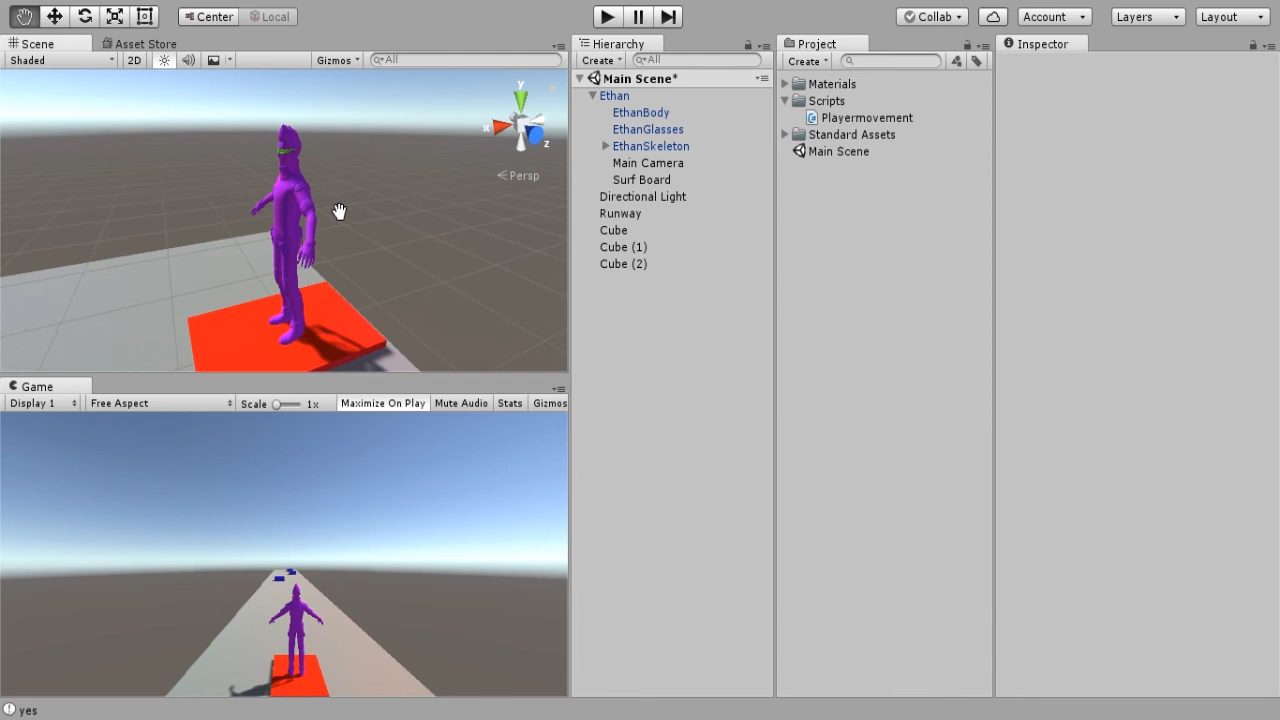 Center Local Collab Account Layers Layout
Scene Asset Store
Shaded 2D Gizmos All
y
x
z
Persp
Game
Display 1 Free Aspect Scale 1x Maximize On Play Mute Audio Stats Gizmos
Hierarchy
Create All
Main Scene*
Ethan
EthanBody
EthanGlasses
EthanSkeleton
Main Camera
Surf Board
Directional Light
Runway
Cube
Cube (1)
Cube (2)
Project
Create
Materials
Scripts
Playermovement
Standard Assets
Main Scene
Inspector
yes